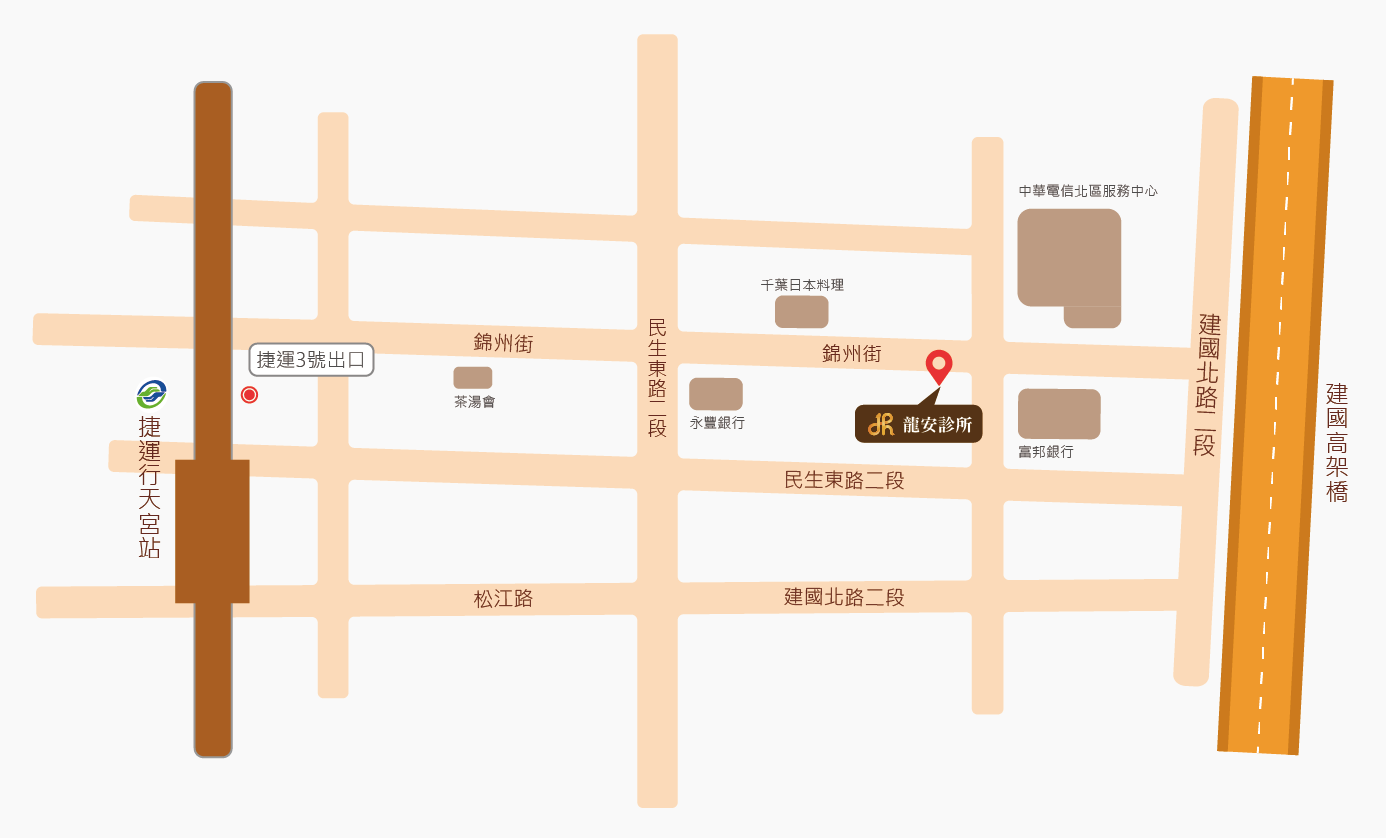 中華電信北區服務中心
千葉日本料理
民生東路二段
建國北路二段
錦州街
錦州街
捷運3號出口
茶湯會
永豐銀行
龍安診所
富邦銀行
建國高架橋
捷運行天宮站
民生東路二段
松江路
建國北路二段